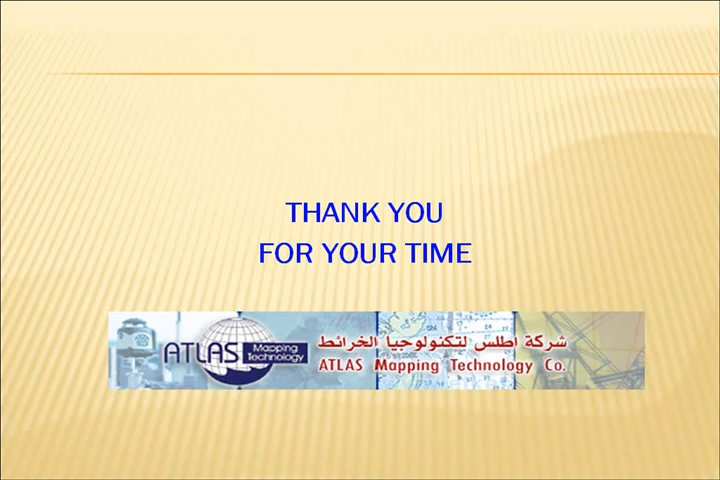 THANK YOU
FOR YOUR TIME
ATLAS Mapping
Technology
شركة اطلس لتكنولوجيا الخرائط
ATLAS Mapping Technology Co.